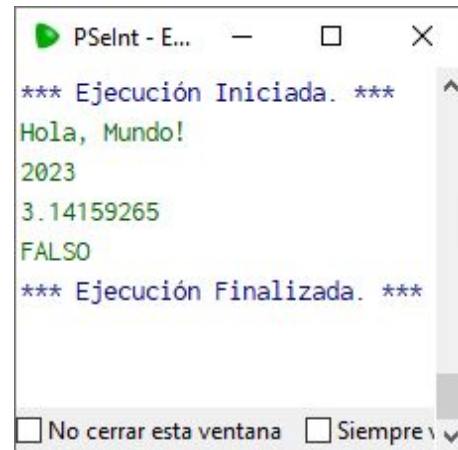 PSeInt - E...
*** Ejecución Iniciada. ***
Hola, Mundo!
2023
3.14159265
FALSO
*** Ejecución Finalizada. ***
No cerrar esta ventana Siempre